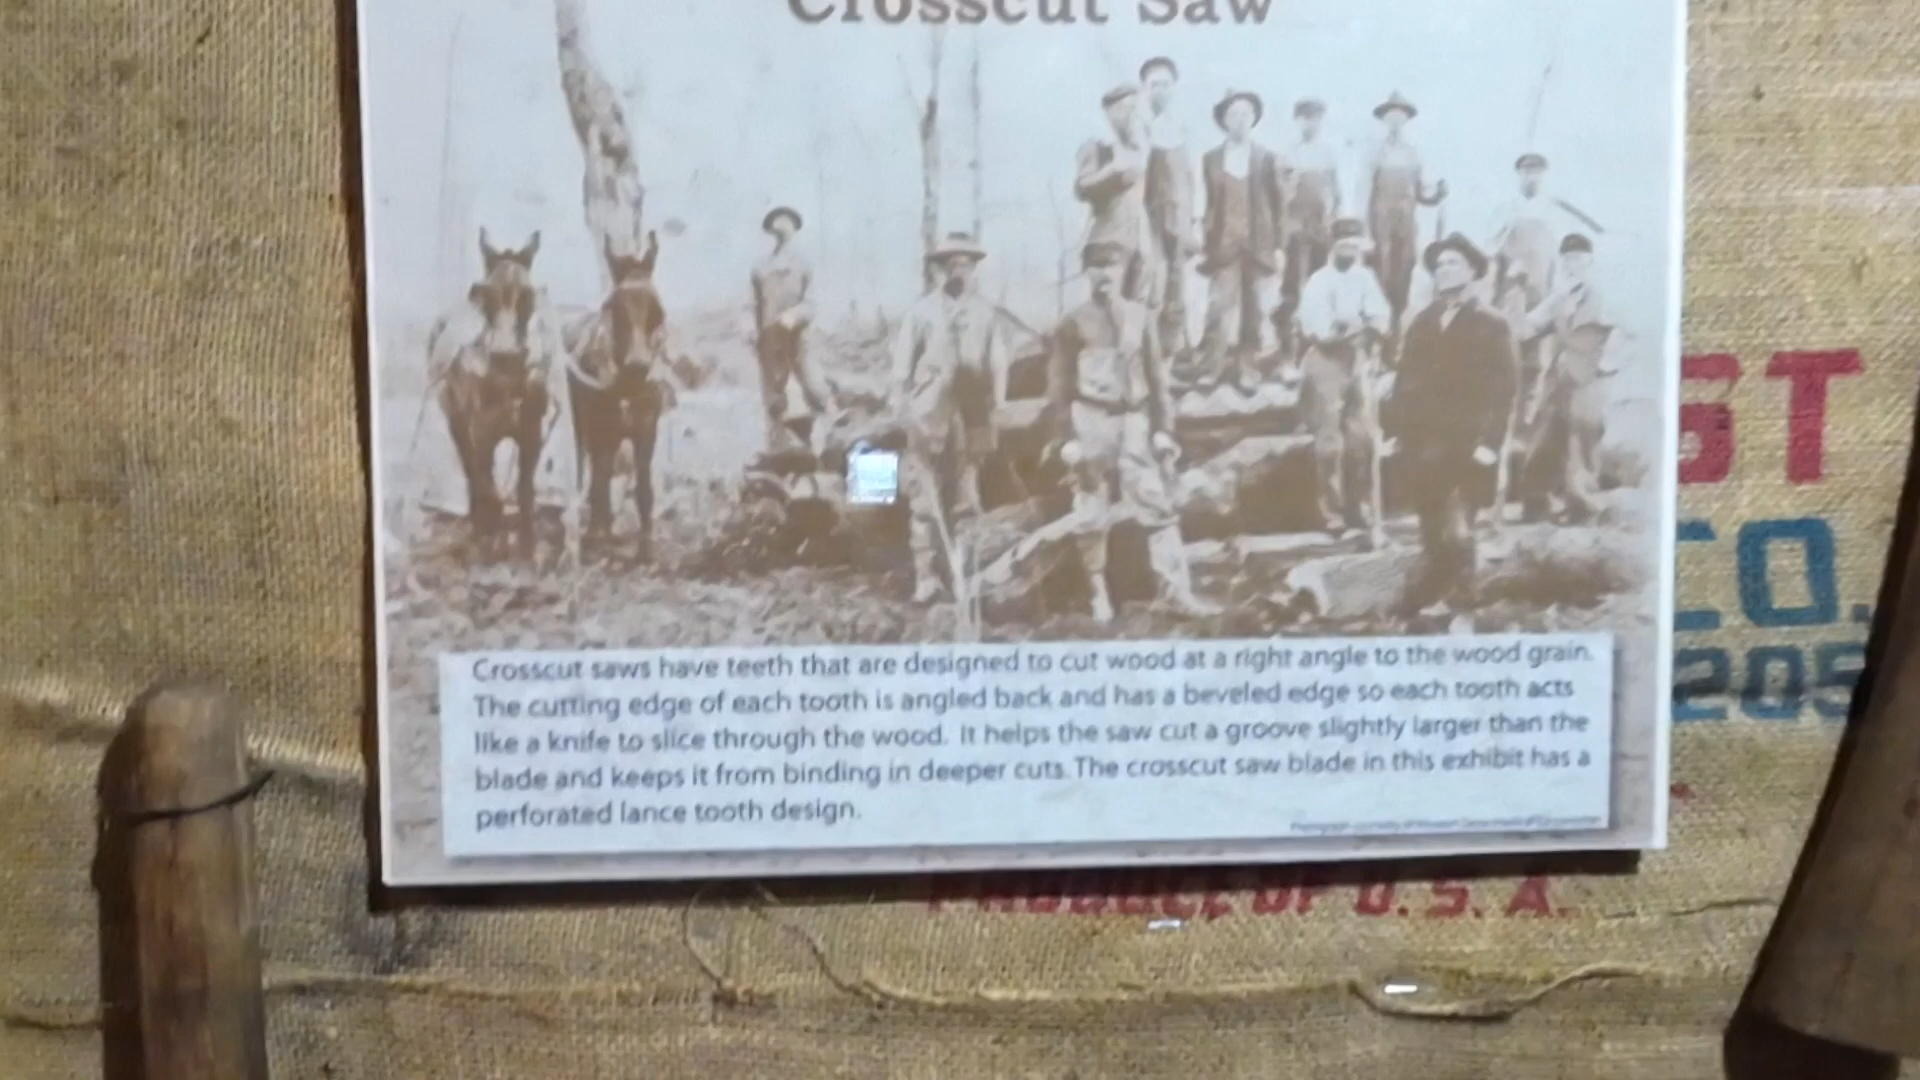 Crosscut Saw
Crosscut saws have teeth that are designed to cut wood at a right angle to the wood grain.
The cutting edge of each tooth is angled back and has a beveled edge so each tooth acts
like a knife to slice through the wood. It helps the saw cut a groove slightly larger than the
blade and keeps it from binding in deeper cuts. The crosscut saw blade in this exhibit has a
perforated lance tooth design.
ST
CO.
205
PRODUCE OF U. S. A.